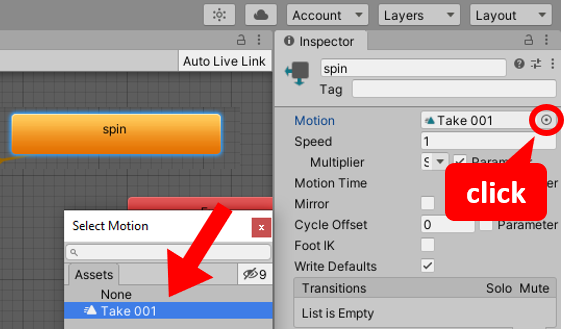 Account Layers Layout
Auto Live Link
spin
Select Motion
x
Assets
9
None
Take 001
Inspector
spin
Tag
Motion Take 001
Speed 1
Multiplier
Motion Time
Mirror
Cycle Offset 0 Parameter
Foot IK
Write Defaults
Transitions Solo Mute
List is Empty
click